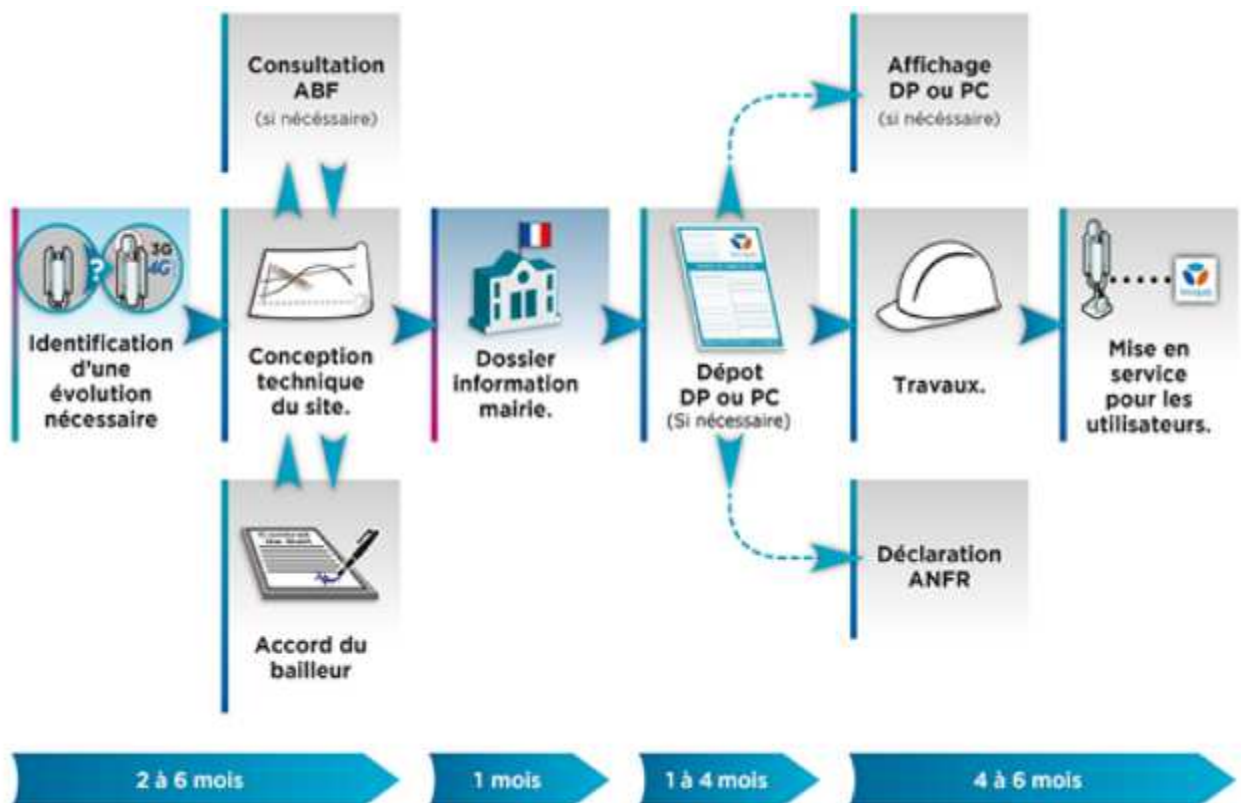 Consultation
ABF
(si nécéssaire)
Affichage
DP ou PC
(si nécéssaire)
3G
4G
?
Identification
d'une
évolution
nécessaire
Conception
technique
du site.
Dossier
information
mairie.
Dépot
DP ou PC
(Si nécessaire)
Travaux.
Mise en
service
pour les
utilisateurs.
Accord du
bailleur
Déclaration
ANFR
2 à 6 mois
1 mois
1 à 4 mois
4 à 6 mois